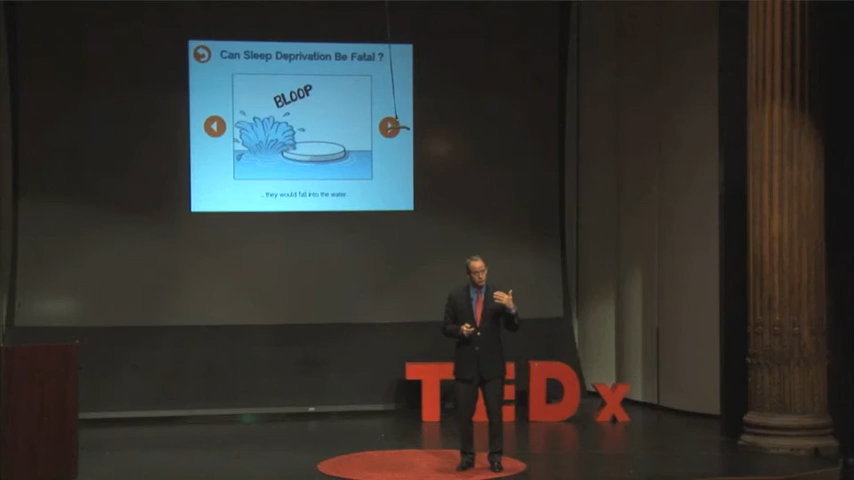 Can Sleep Deprivation Be Fatal ?
BLOOP
, they would fall into the water.
TEDx